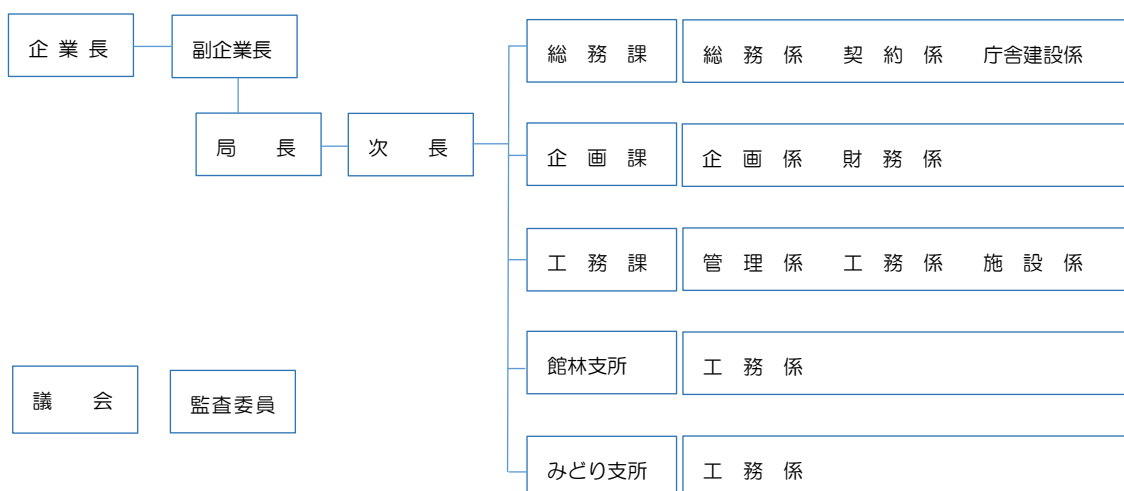 企業長
副企業長
局長
次長
総務課
総務係 契約係 庁舎建設係
企画課
企画係 財務係
工務課
管理係 工務係 施設係
館林支所
工務係
みどり支所
工務係
議会
監査委員